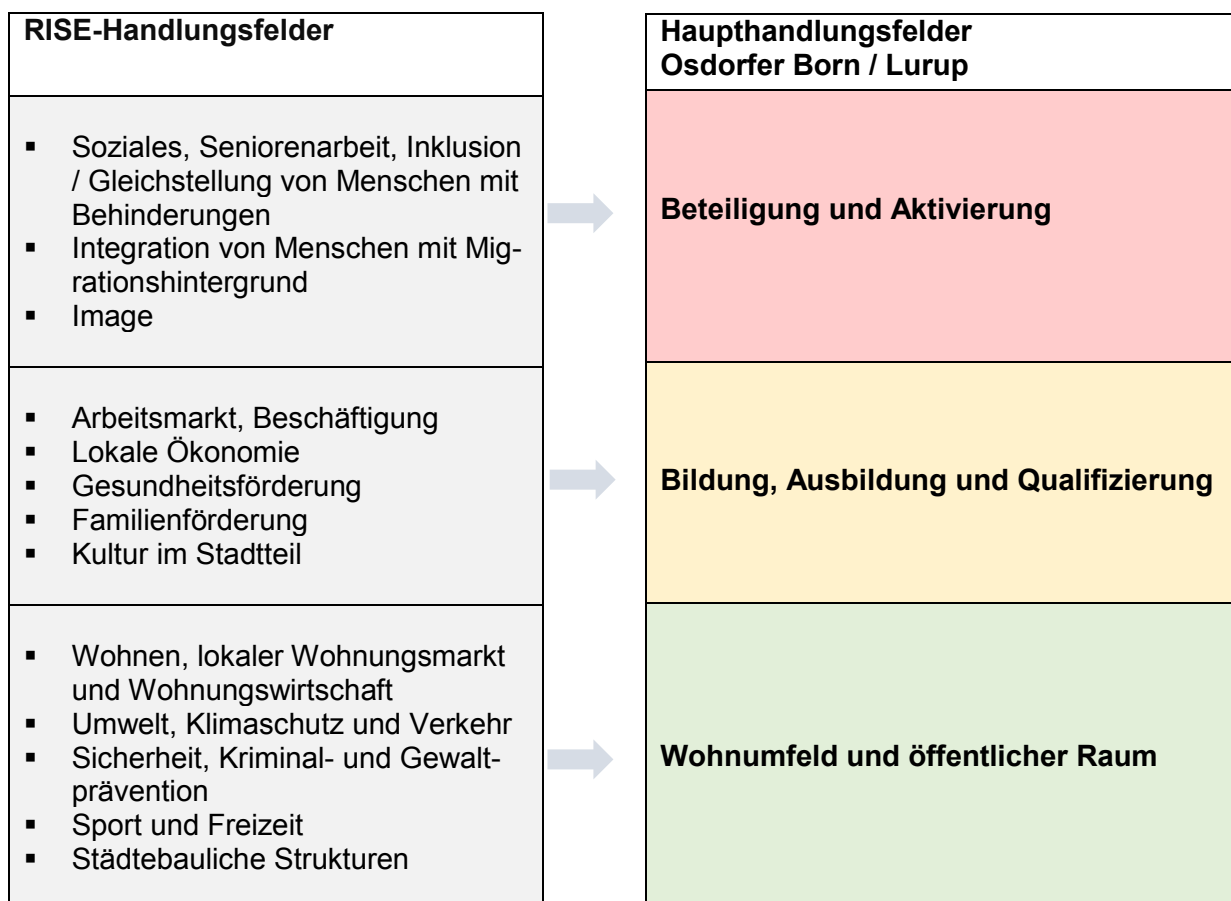 RISE-Handlungsfelder
Haupthandlungsfelder
Osdorfer Born / Lurup
▪ Soziales, Seniorenarbeit, Inklusion
/ Gleichstellung von Menschen mit
Behinderungen
▪ Integration von Menschen mit Mig-
rationshintergrund
▪ Image
Beteiligung und Aktivierung
▪ Arbeitsmarkt, Beschäftigung
▪ Lokale Ökonomie
▪ Gesundheitsförderung
▪ Familienförderung
▪ Kultur im Stadtteil
Bildung, Ausbildung und Qualifizierung
▪ Wohnen, lokaler Wohnungsmarkt
und Wohnungswirtschaft
▪ Umwelt, Klimaschutz und Verkehr
▪ Sicherheit, Kriminal- und Gewalt-
prävention
▪ Sport und Freizeit
▪ Städtebauliche Strukturen
Wohnumfeld und öffentlicher Raum